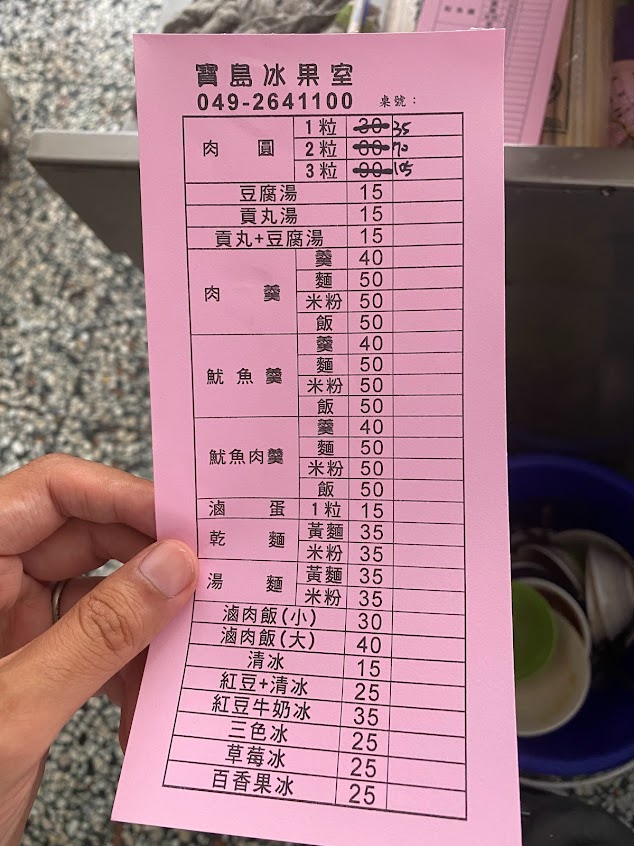 寶島冰果室
049-2641100 桌號：
肉圓 1粒 30 35
2粒 60 70
3粒 90 105
豆腐湯 15
貢丸湯 15
貢丸+豆腐湯 15
肉羹 羹 40
麵 50
米粉 50
飯 50
魷魚羹 羹 40
麵 50
米粉 50
飯 50
魷魚肉羹 羹 40
麵 50
米粉 50
飯 50
滷蛋 1粒 15
乾麵 黃麵 35
米粉 35
湯麵 黃麵 35
米粉 35
滷肉飯(小) 30
滷肉飯(大) 40
清冰 15
紅豆+清冰 25
紅豆牛奶冰 35
三色冰 25
草莓冰 25
百香果冰 25